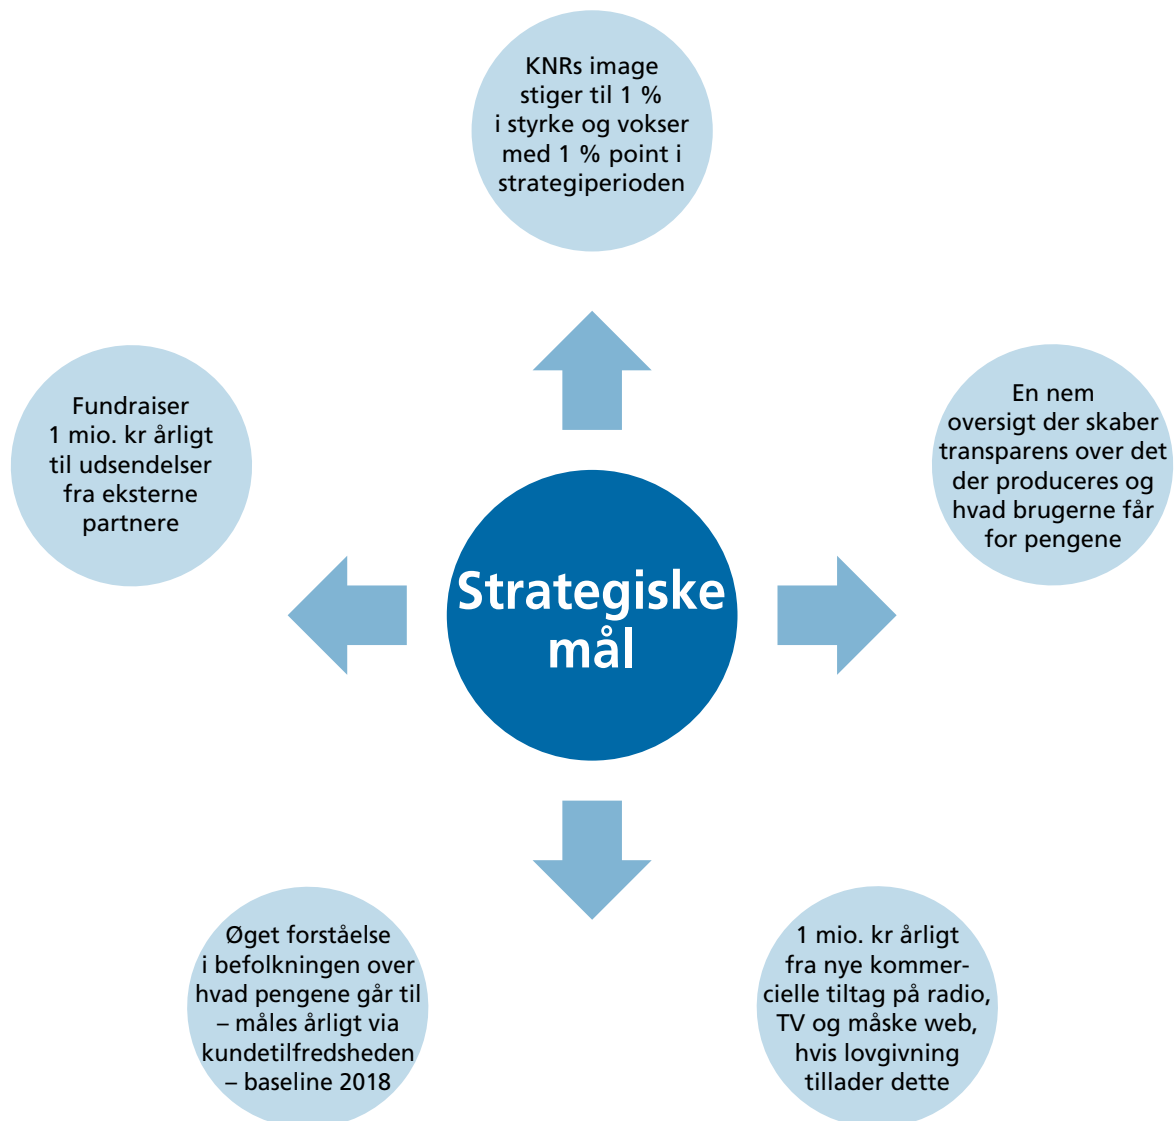 KNRs image
stiger til 1 %
i styrke og vokser
med 1 % point i
strategiperioden
Fundraiser
1 mio. kr årligt
til udsendelser
fra eksterne
partnere
En nem
oversigt der skaber
transparens over det
der produceres og
hvad brugerne får
for pengene
Strategiske
mål
Øget forståelse
i befolkningen over
hvad pengene går til
– måles årligt via
kundetilfredsheden
– baseline 2018
1 mio. kr årligt
fra nye kommer-
cielle tiltag på radio,
TV og måske web,
hvis lovgivning
tillader dette